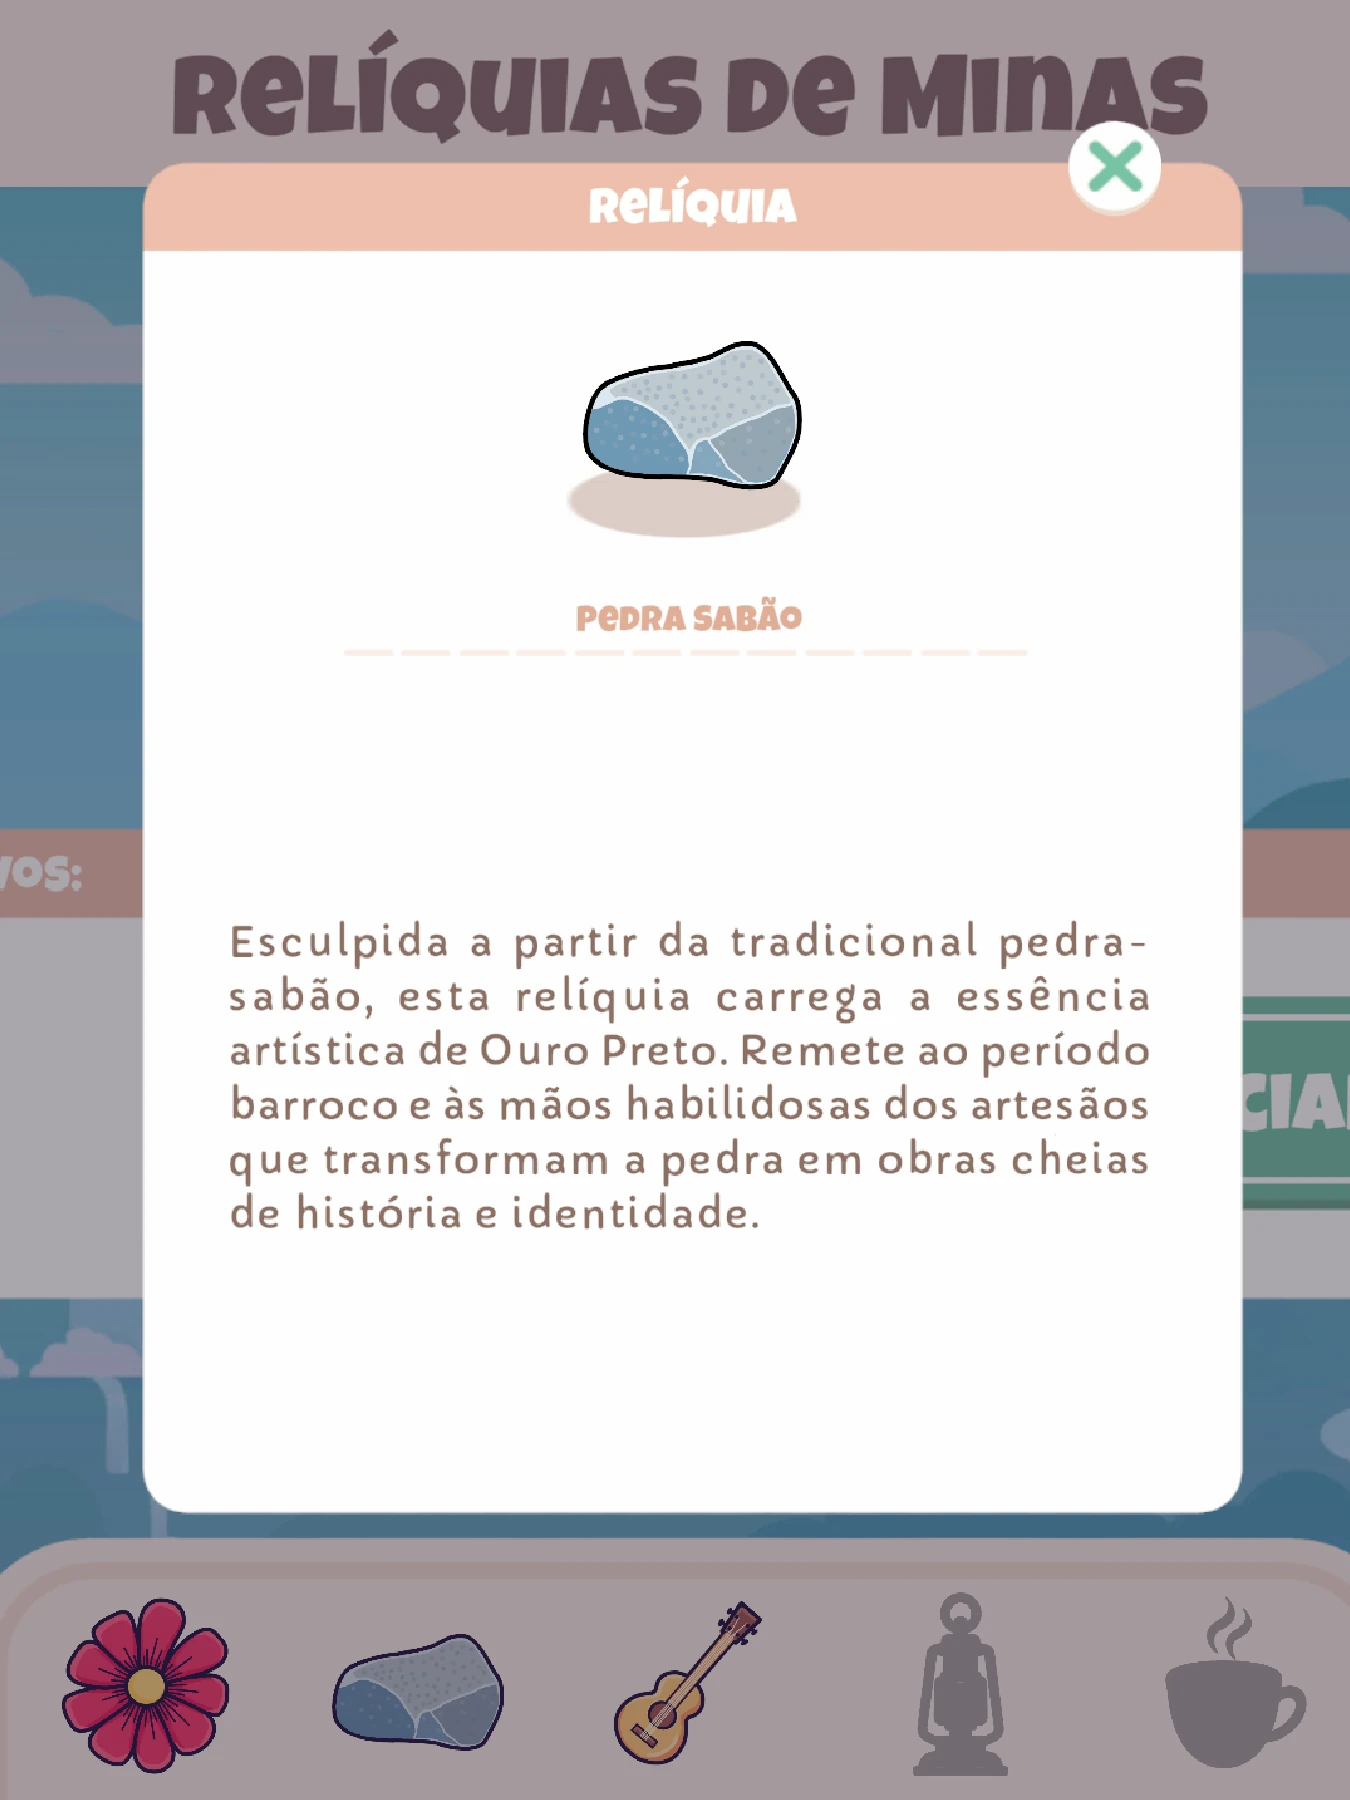 RELÍQUIAS DE MINAS
RELÍQUIA
PEDRA SABÃO
VOS:
Esculpida a partir da tradicional pedra-
sabão, esta relíquia carrega a essência
artística de Ouro Preto. Remete ao período
CIA
barroco e às mãos habilidosas dos artesãos
que transformam a pedra em obras cheias
de história e identidade.